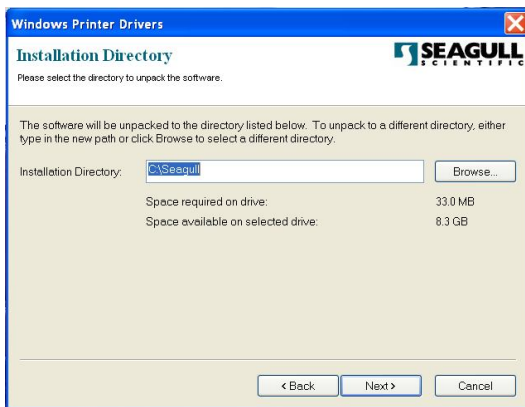 Windows Printer Drivers
Installation Directory
SEAGULL
SCIENTIFIC
Please select the directory to unpack the software.
The software will be unpacked to the directory listed below. To unpack to a different directory, either
type in the new path or click Browse to select a different directory.
Installation Directory: C:\Seagull Browse...
Space required on drive: 33.0 MB
Space available on selected drive: 8.3 GB
< Back Next > Cancel